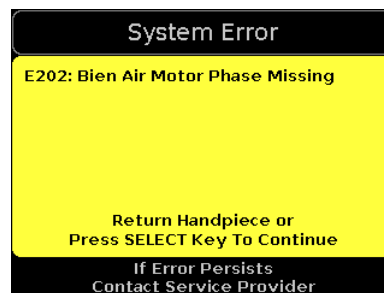 System Error
E202: Bien Air Motor Phase Missing
Return Handpiece or
Press SELECT Key To Continue
If Error Persists
Contact Service Provider